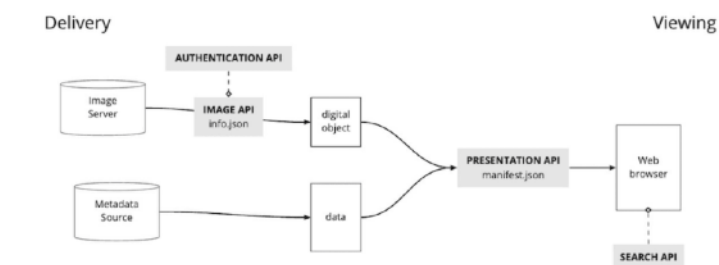 Delivery
Viewing
AUTHENTICATION API
Image
Server
IMAGE API
info.json
digital
object
PRESENTATION API
manifest.json
Web
browser
Metadata
Source
data
SEARCH API